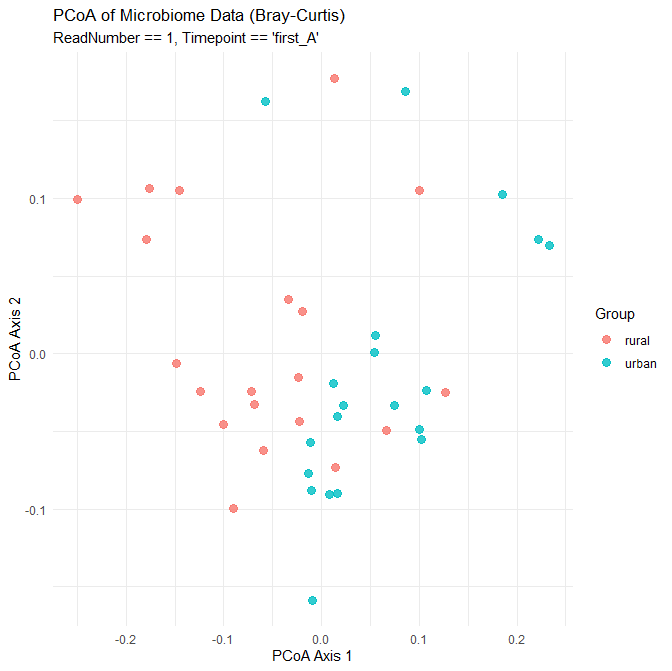 PCoA of Microbiome Data (Bray-Curtis)
ReadNumber == 1, Timepoint == 'first_A'
PCoA Axis 2
0.1
0.0
-0.1
-0.2
-0.1
0.0
0.1
0.2
PCoA Axis 1
Group
rural
urban